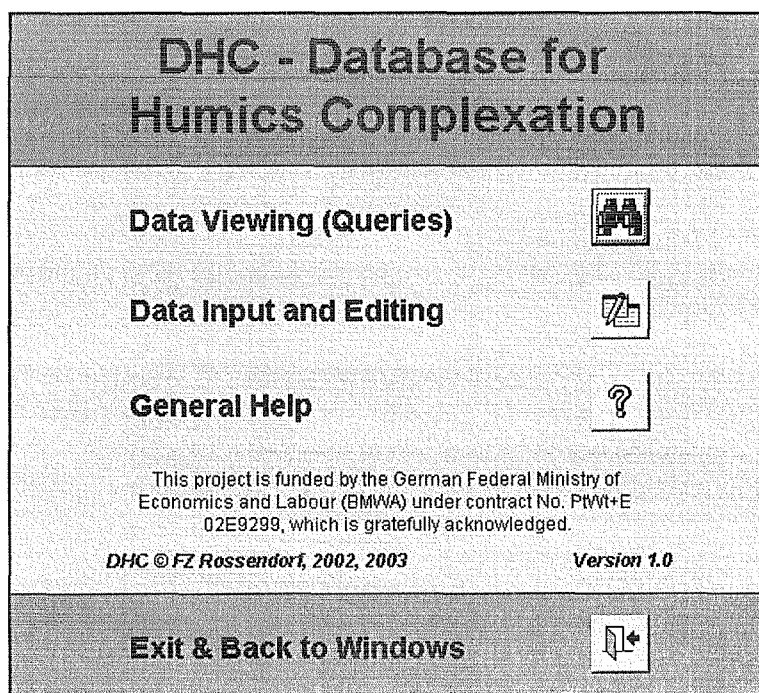 DHC - Database for
Humics Complexation
Data Viewing (Queries)
Data Input and Editing
General Help
?
This project is funded by the German Federal Ministry of
Economics and Labour (BMWA) under contract No. PtWt+E
02E9299, which is gratefully acknowledged.
DHC © FZ Rossendorf, 2002, 2003 Version 1.0
Exit & Back to Windows